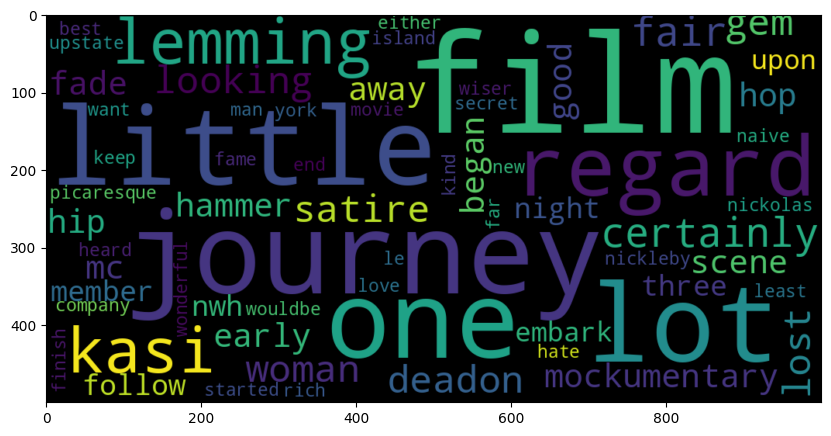 0
100
200
300
400
0
200
400
600
800
best
upstate
lemming
either
island
film
fair
gem
upon
fade
looking
away
wiser
secret
good
hop
want
man
york
movie
little
naive
keep
fame
end
kind
began
new
regard
picaresque
hammer
satire
far
night
nickolas
hip
journey
certainly
heard
mc
wonderful
le
love
nickleby
scene
member
company
nwh
wouldbe
one
three
least
early
embark
hate
lot
lost
finish
kasi
follow
woman
started
rich
deadon
mockumentary